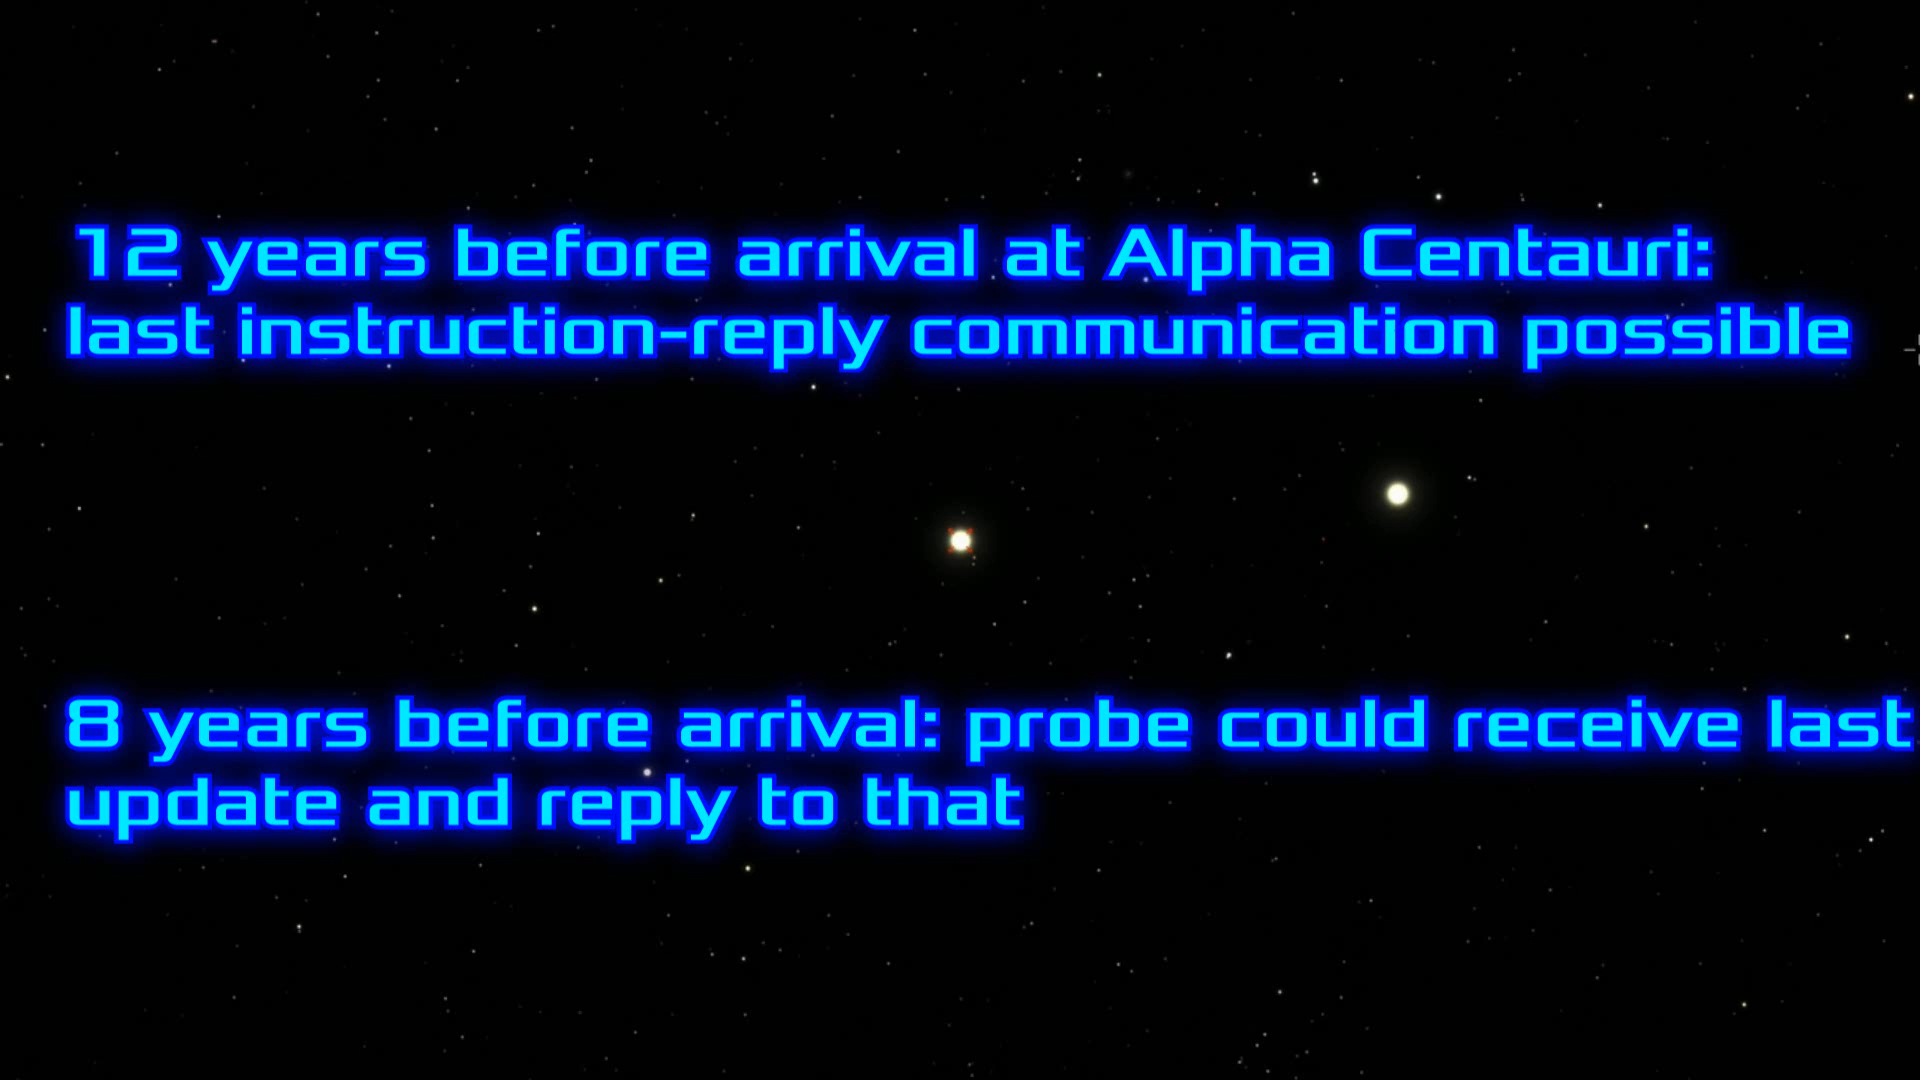 12 years before arrival at Alpha Centauri:
last instruction-reply communication possible
8 years before arrival: probe could receive last
update and reply to that